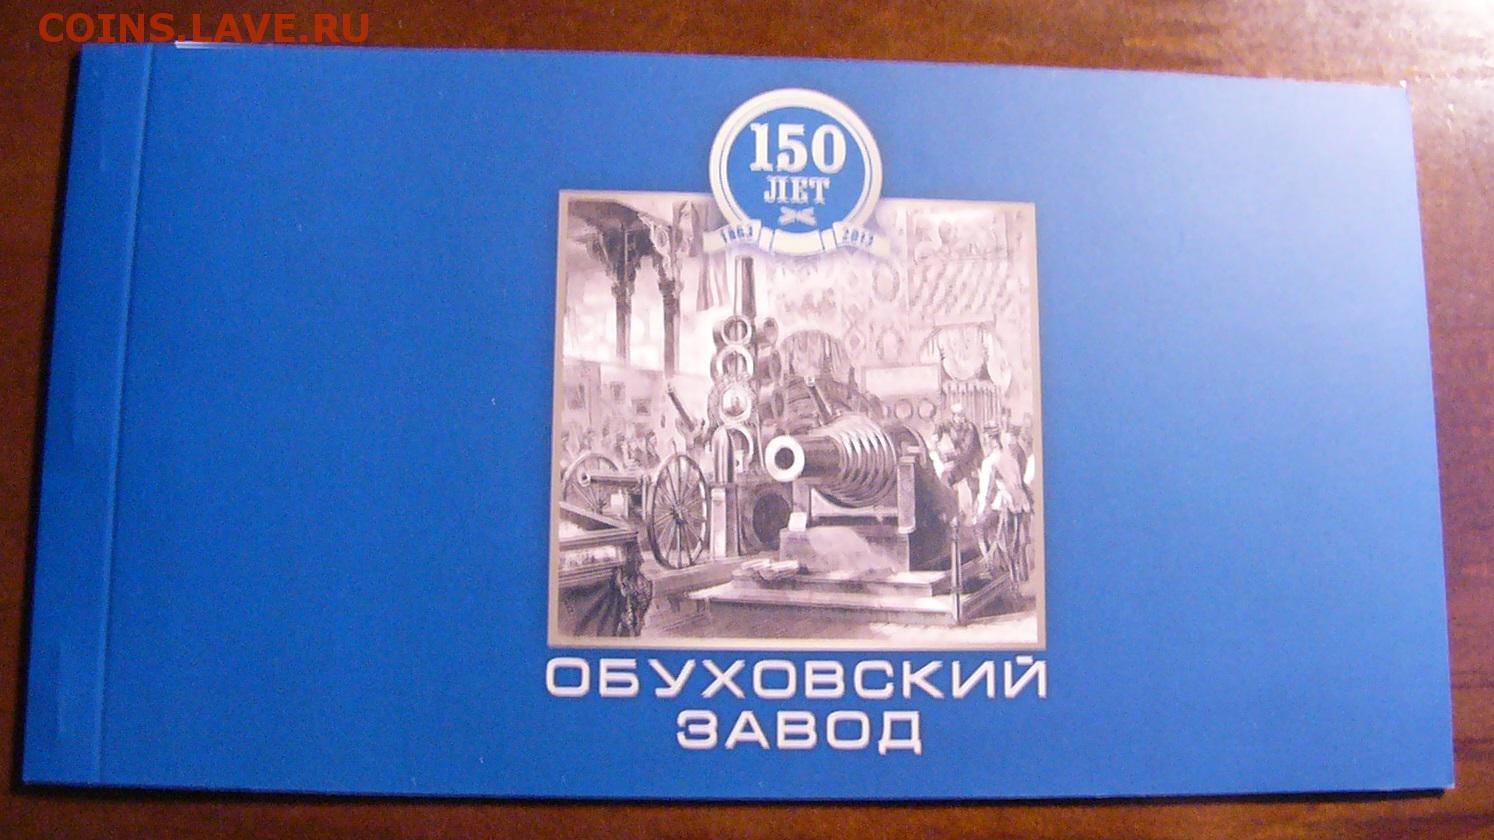 COINS.LAVE.RU
150
ЛЕТ
1863 2013
ОБУХОВСКИЙ
ЗАВОД